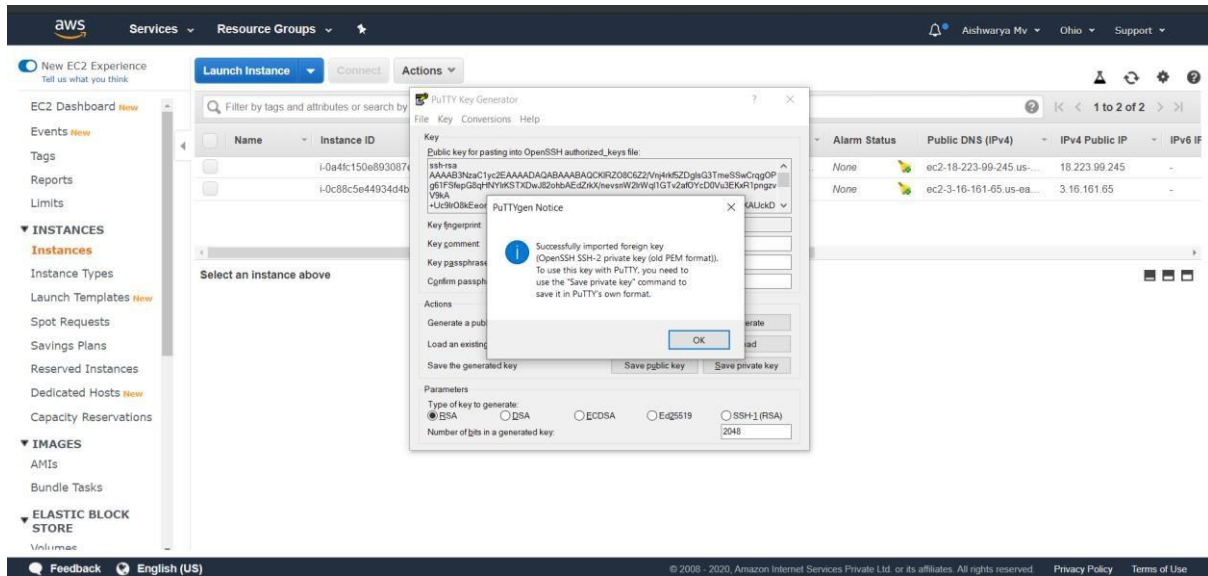 aws Services Resource Groups Aishwarya Mv Ohio Support
New EC2 Experience
Tell us what you think
Launch Instance Connect Actions
EC2 Dashboard New
Events New
Tags
Reports
Limits
INSTANCES
Instances
Instance Types
Launch Templates New
Spot Requests
Savings Plans
Reserved Instances
Dedicated Hosts New
Capacity Reservations
IMAGES
AMIs
Bundle Tasks
ELASTIC BLOCK
STORE
Volumes
Filter by tags and attributes or search by
1 to 2 of 2
Name Instance ID Alarm Status Public DNS (IPv4) IPv4 Public IP IPv6 IP
i-0a4fc150e893087 None ec2-18-223-99-245.us-... 18.223.99.245 -
i-0c88c5e44934d4b None ec2-3-16-161-65.us-ea... 3.16.161.65 -
Select an instance above
PuTTY Key Generator ?
File Key Conversions Help
Key
Public key for pasting into OpenSSH authorized_keys file:
ssh-rsa
V9kA
Key fingerprint
Key comment
Key passphrase
Confirm passph
Actions
Generate a publ erate
Load an existing ad
Save the generated key Save public key Save private key
Parameters
Type of key to generate:
RSA DSA ECDSA Ed25519 SSH-1 (RSA)
Number of bits in a generated key: 2048
PuTTYgen Notice
Successfully imported foreign key
(OpenSSH SSH-2 private key (old PEM format)).
To use this key with PuTTY, you need to
use the "Save private key" command to
save it in PuTTY's own format.
OK
Feedback English (US) © 2008 - 2020, Amazon Internet Services Private Ltd. or its affiliates. All rights reserved. Privacy Policy Terms of Use